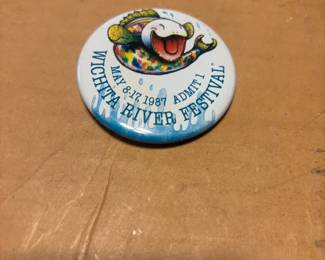 MAY 8-17, 1987 ADMIT 1
WICHITA RIVER FESTIVAL